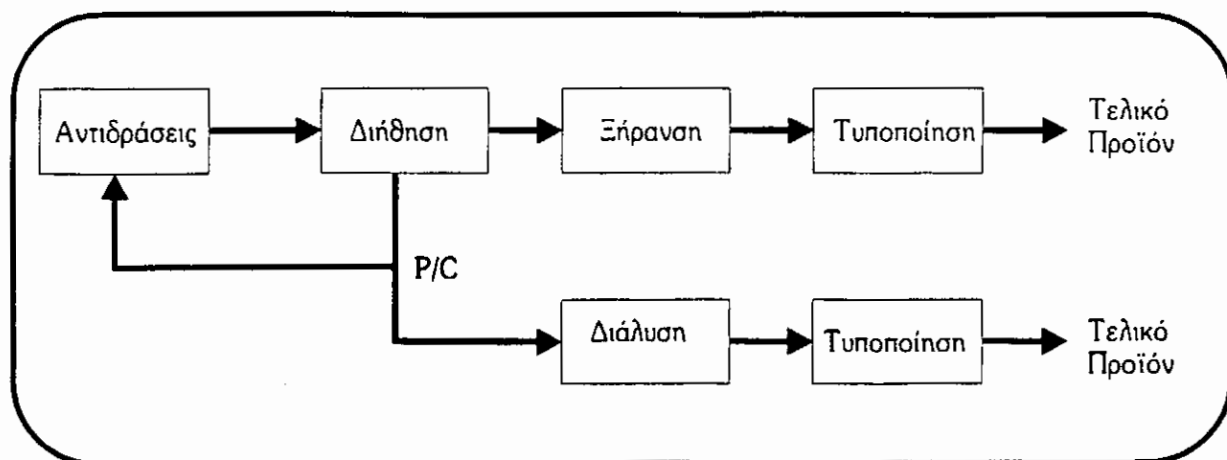 Αντιδράσεις
Διήθηση
Ξήρανση
Τυποποίηση
Τελικό
Προϊόν
P/C
Διάλυση
Τυποποίηση
Τελικό
Προϊόν